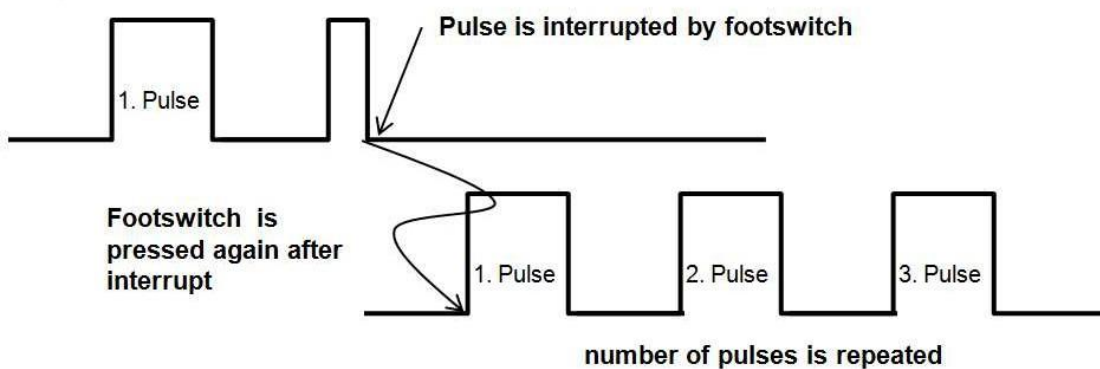 Pulse is interrupted by footswitch
1. Pulse
Footswitch is
pressed again after
interrupt
1. Pulse
2. Pulse
3. Pulse
number of pulses is repeated